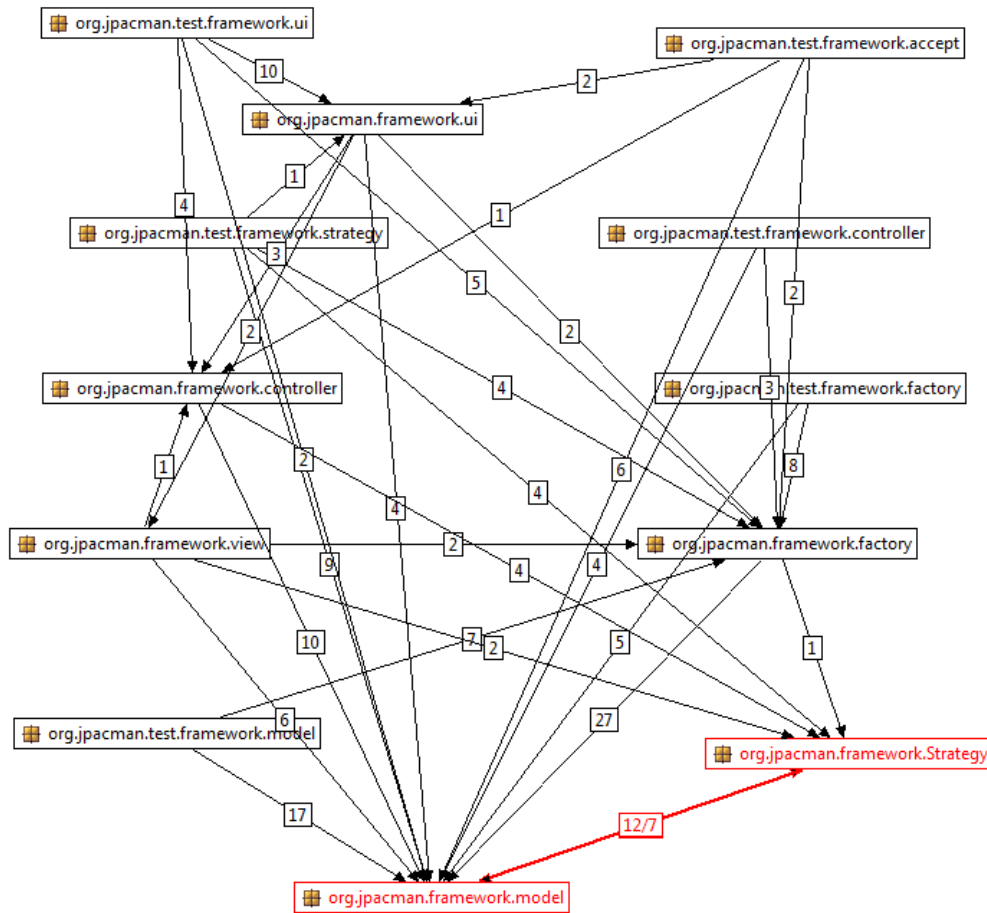 org.jpacman.test.framework.ui
org.jpacman.test.framework.accept
10
2
org.jpacman.framework.ui
1
4
1
org.jpacman.test.framework.strategy
org.jpacman.test.framework.controller
3
5
2
2
2
org.jpacman.framework.controller
4
org.jpacman.test.framework.factory
3
1
2
6
8
4
4
org.jpacman.framework.view
2
org.jpacman.framework.factory
9
4
4
10
7
2
5
1
6
27
org.jpacman.test.framework.model
org.jpacman.framework.Strategy
17
12/7
org.jpacman.framework.model